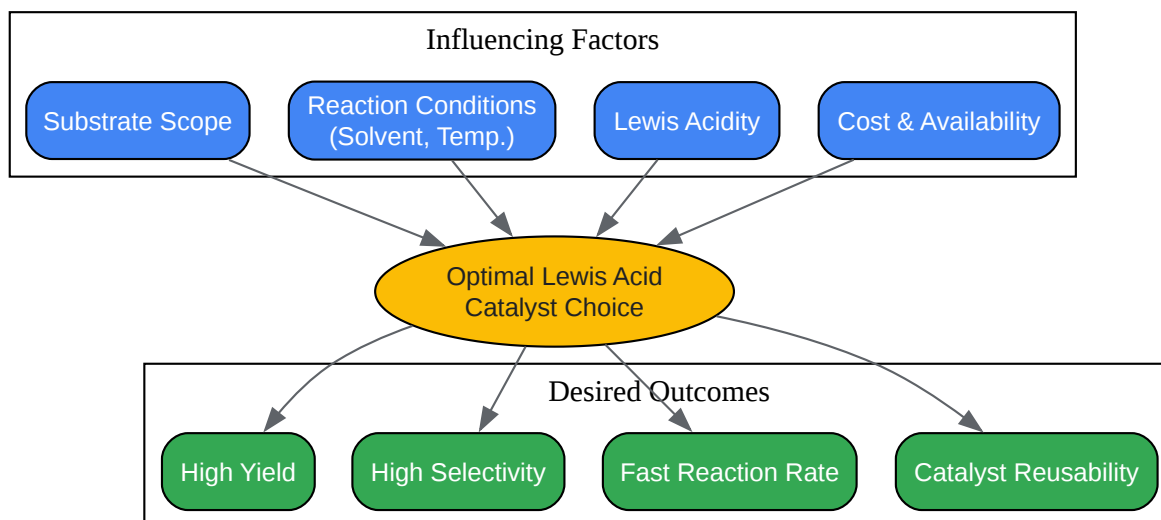 Influencing Factors
Substrate Scope
Reaction Conditions
(Solvent, Temp.)
Lewis Acidity
Cost & Availability
Optimal Lewis Acid
Catalyst Choice
Desired Outcomes
High Yield
High Selectivity
Fast Reaction Rate
Catalyst Reusability